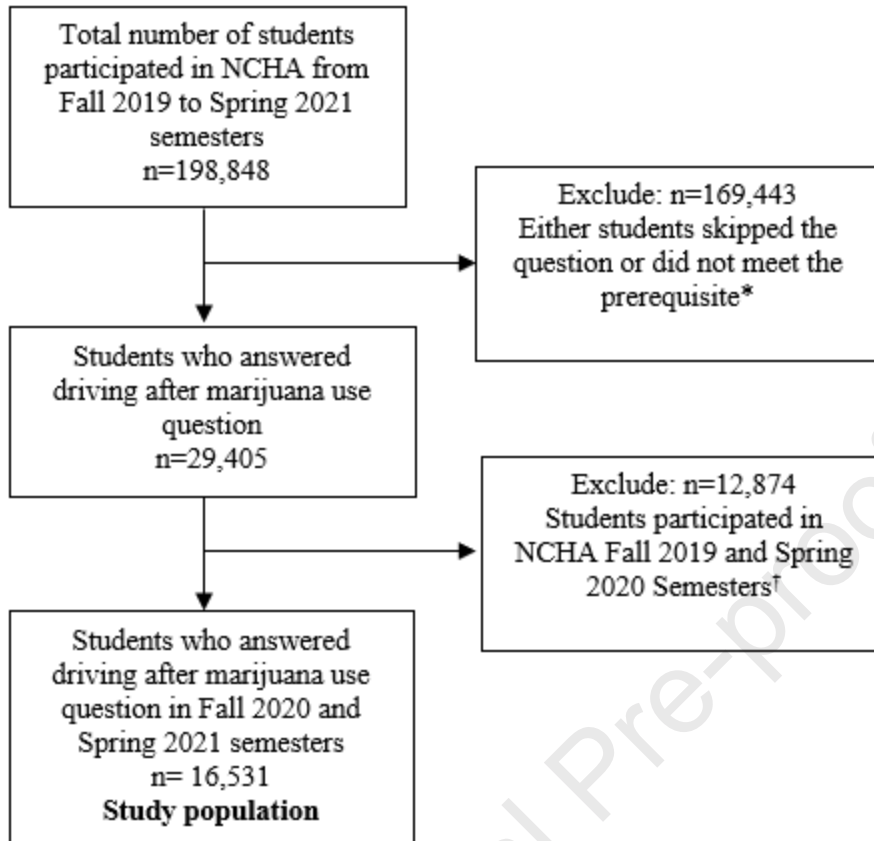 Total number of students
participated in NCHA from
Fall 2019 to Spring 2021
semesters
n=198,848
Exclude: n=169,443
Either students skipped the
question or did not meet the
prerequisite*
Students who answered
driving after marijuana use
question
n=29,405
Exclude: n=12,874
Students participated in
NCHA Fall 2019 and Spring
2020 Semesters†
Students who answered
driving after marijuana use
question in Fall 2020 and
Spring 2021 semesters
n= 16,531
Study population